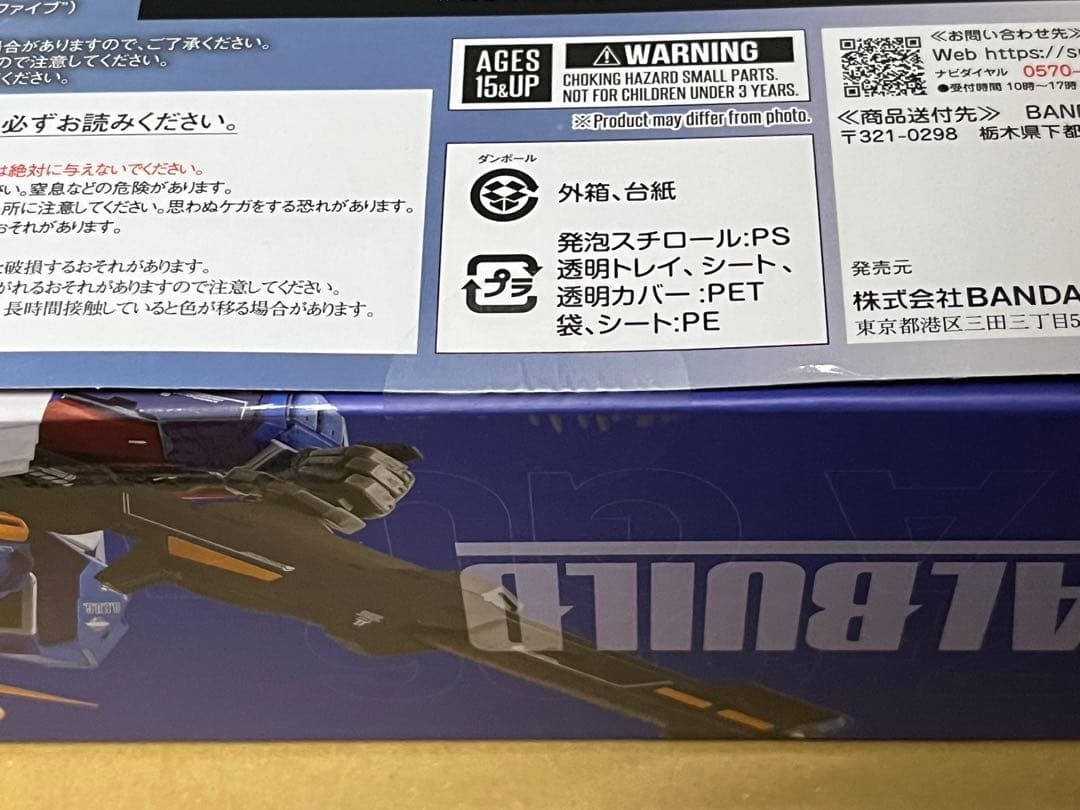 ファイブ")
合がありますので、ご了承ください。
ので注意してください。
ください。
必ずお読みください。
は絶対に与えないでください。
い。窒息などの危険があります。
所に注意してください。思わぬケガをする恐れがあります。
おそれがあります。
破損するおそれがあります。
がれるおそれがありますので注意してください。
長時間接触していると色が移る場合があります。
AGES
15&UP
WARNING
CHOKING HAZARD SMALL PARTS.
NOT FOR CHILDREN UNDER 3 YEARS.
※Product may differ from photo.
ダンボール
外箱、台紙
プラ
発泡スチロール:PS
透明トレイ、シート、
透明カバー:PET
袋、シート:PE
≪お問い合わせ先≫
Web https://s
ナビダイヤル 0570-
●受付時間 10時〜17時
≪商品送付先≫ BAND
〒321-0298 栃木県下都
発売元
株式会社BANDA
東京都港区三田三丁目5
AL BUILD